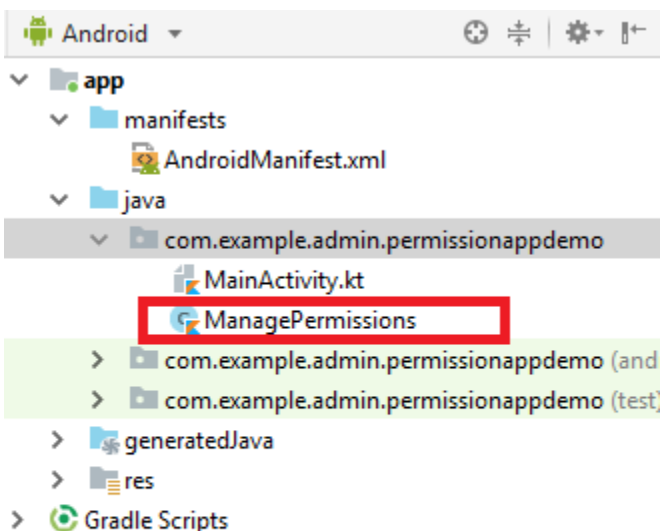 Android
app
manifests
AndroidManifest.xml
java
com.example.admin.permissionappdemo
MainActivity.kt
ManagePermissions
com.example.admin.permissionappdemo (and
com.example.admin.permissionappdemo (test)
generatedJava
res
Gradle Scripts